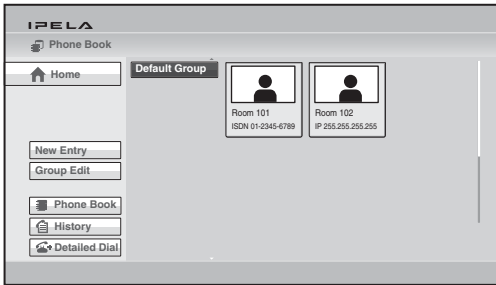 IPELA
Phone Book
Home
Default Group
Room 101
ISDN 01-2345-6789
Room 102
IP 255.255.255.255
New Entry
Group Edit
Phone Book
History
Detailed Dial